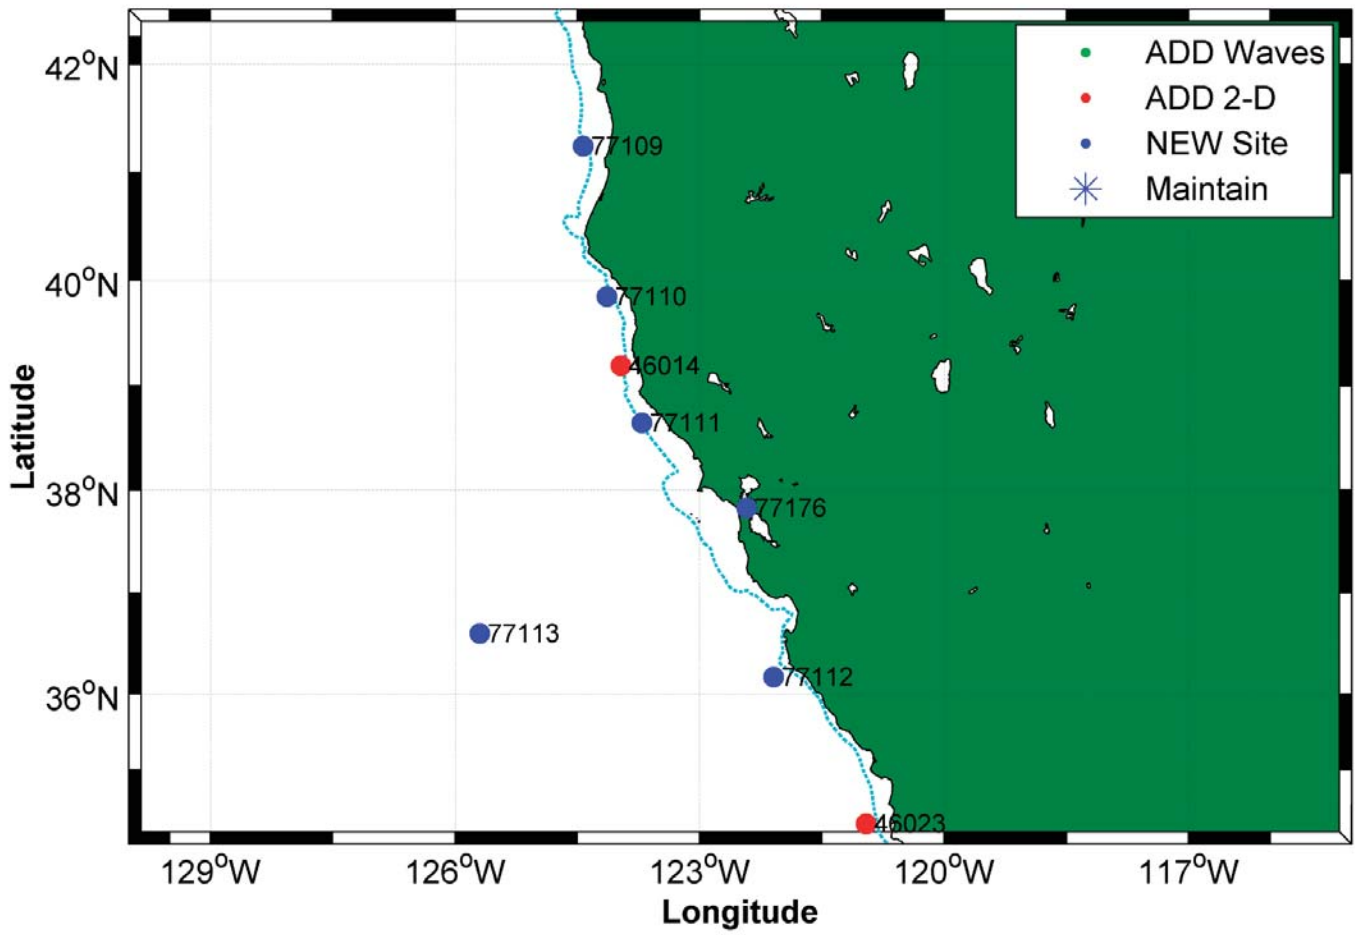 ADD Waves
ADD 2-D
NEW Site
Maintain
42°N
40°N
38°N
36°N
Latitude
77109
77110
46014
77111
77176
77113
77112
46023
129°W
126°W
123°W
120°W
117°W
Longitude